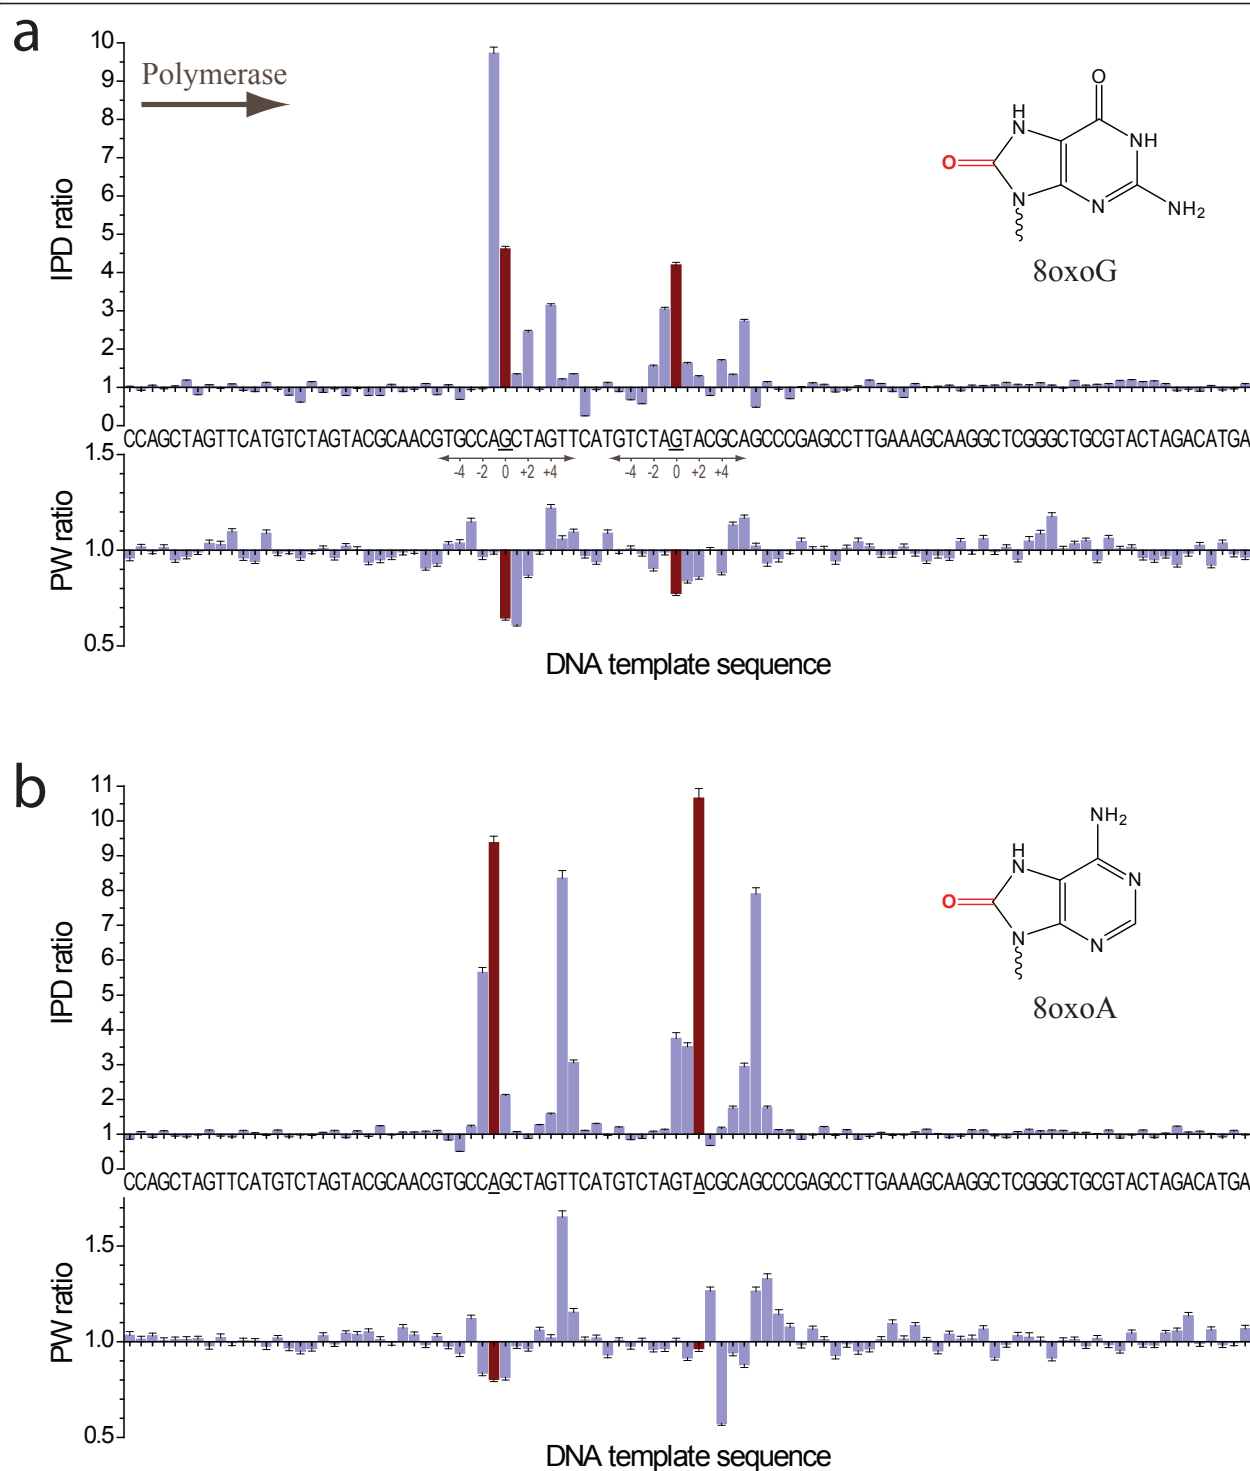 a
10
9
8
7
6
5
4
3
2
1
0
IPD ratio
Polymerase
O
H
N
NH
O
N
N
NH2
8oxoG
CCAGCTAGTTCATGTCTAGTACGCAACGTGCCAGCTAGTTCATGTCTAGTACGCAGCCCGAGCCTTGAAAGCAAGGCTCGGGCTGCGTACTAGACATGA
-4 -2 0 +2 +4 -4 -2 0 +2 +4
1.5
1.0
0.5
PW ratio
DNA template sequence
b
11
10
9
8
7
6
5
4
3
2
1
0
IPD ratio
NH2
H
N
N
O
N
N
8oxoA
CCAGCTAGTTCATGTCTAGTACGCAACGTGCCAGCTAGTTCATGTCTAGTACGCAGCCCGAGCCTTGAAAGCAAGGCTCGGGCTGCGTACTAGACATGA
1.5
1.0
0.5
PW ratio
DNA template sequence